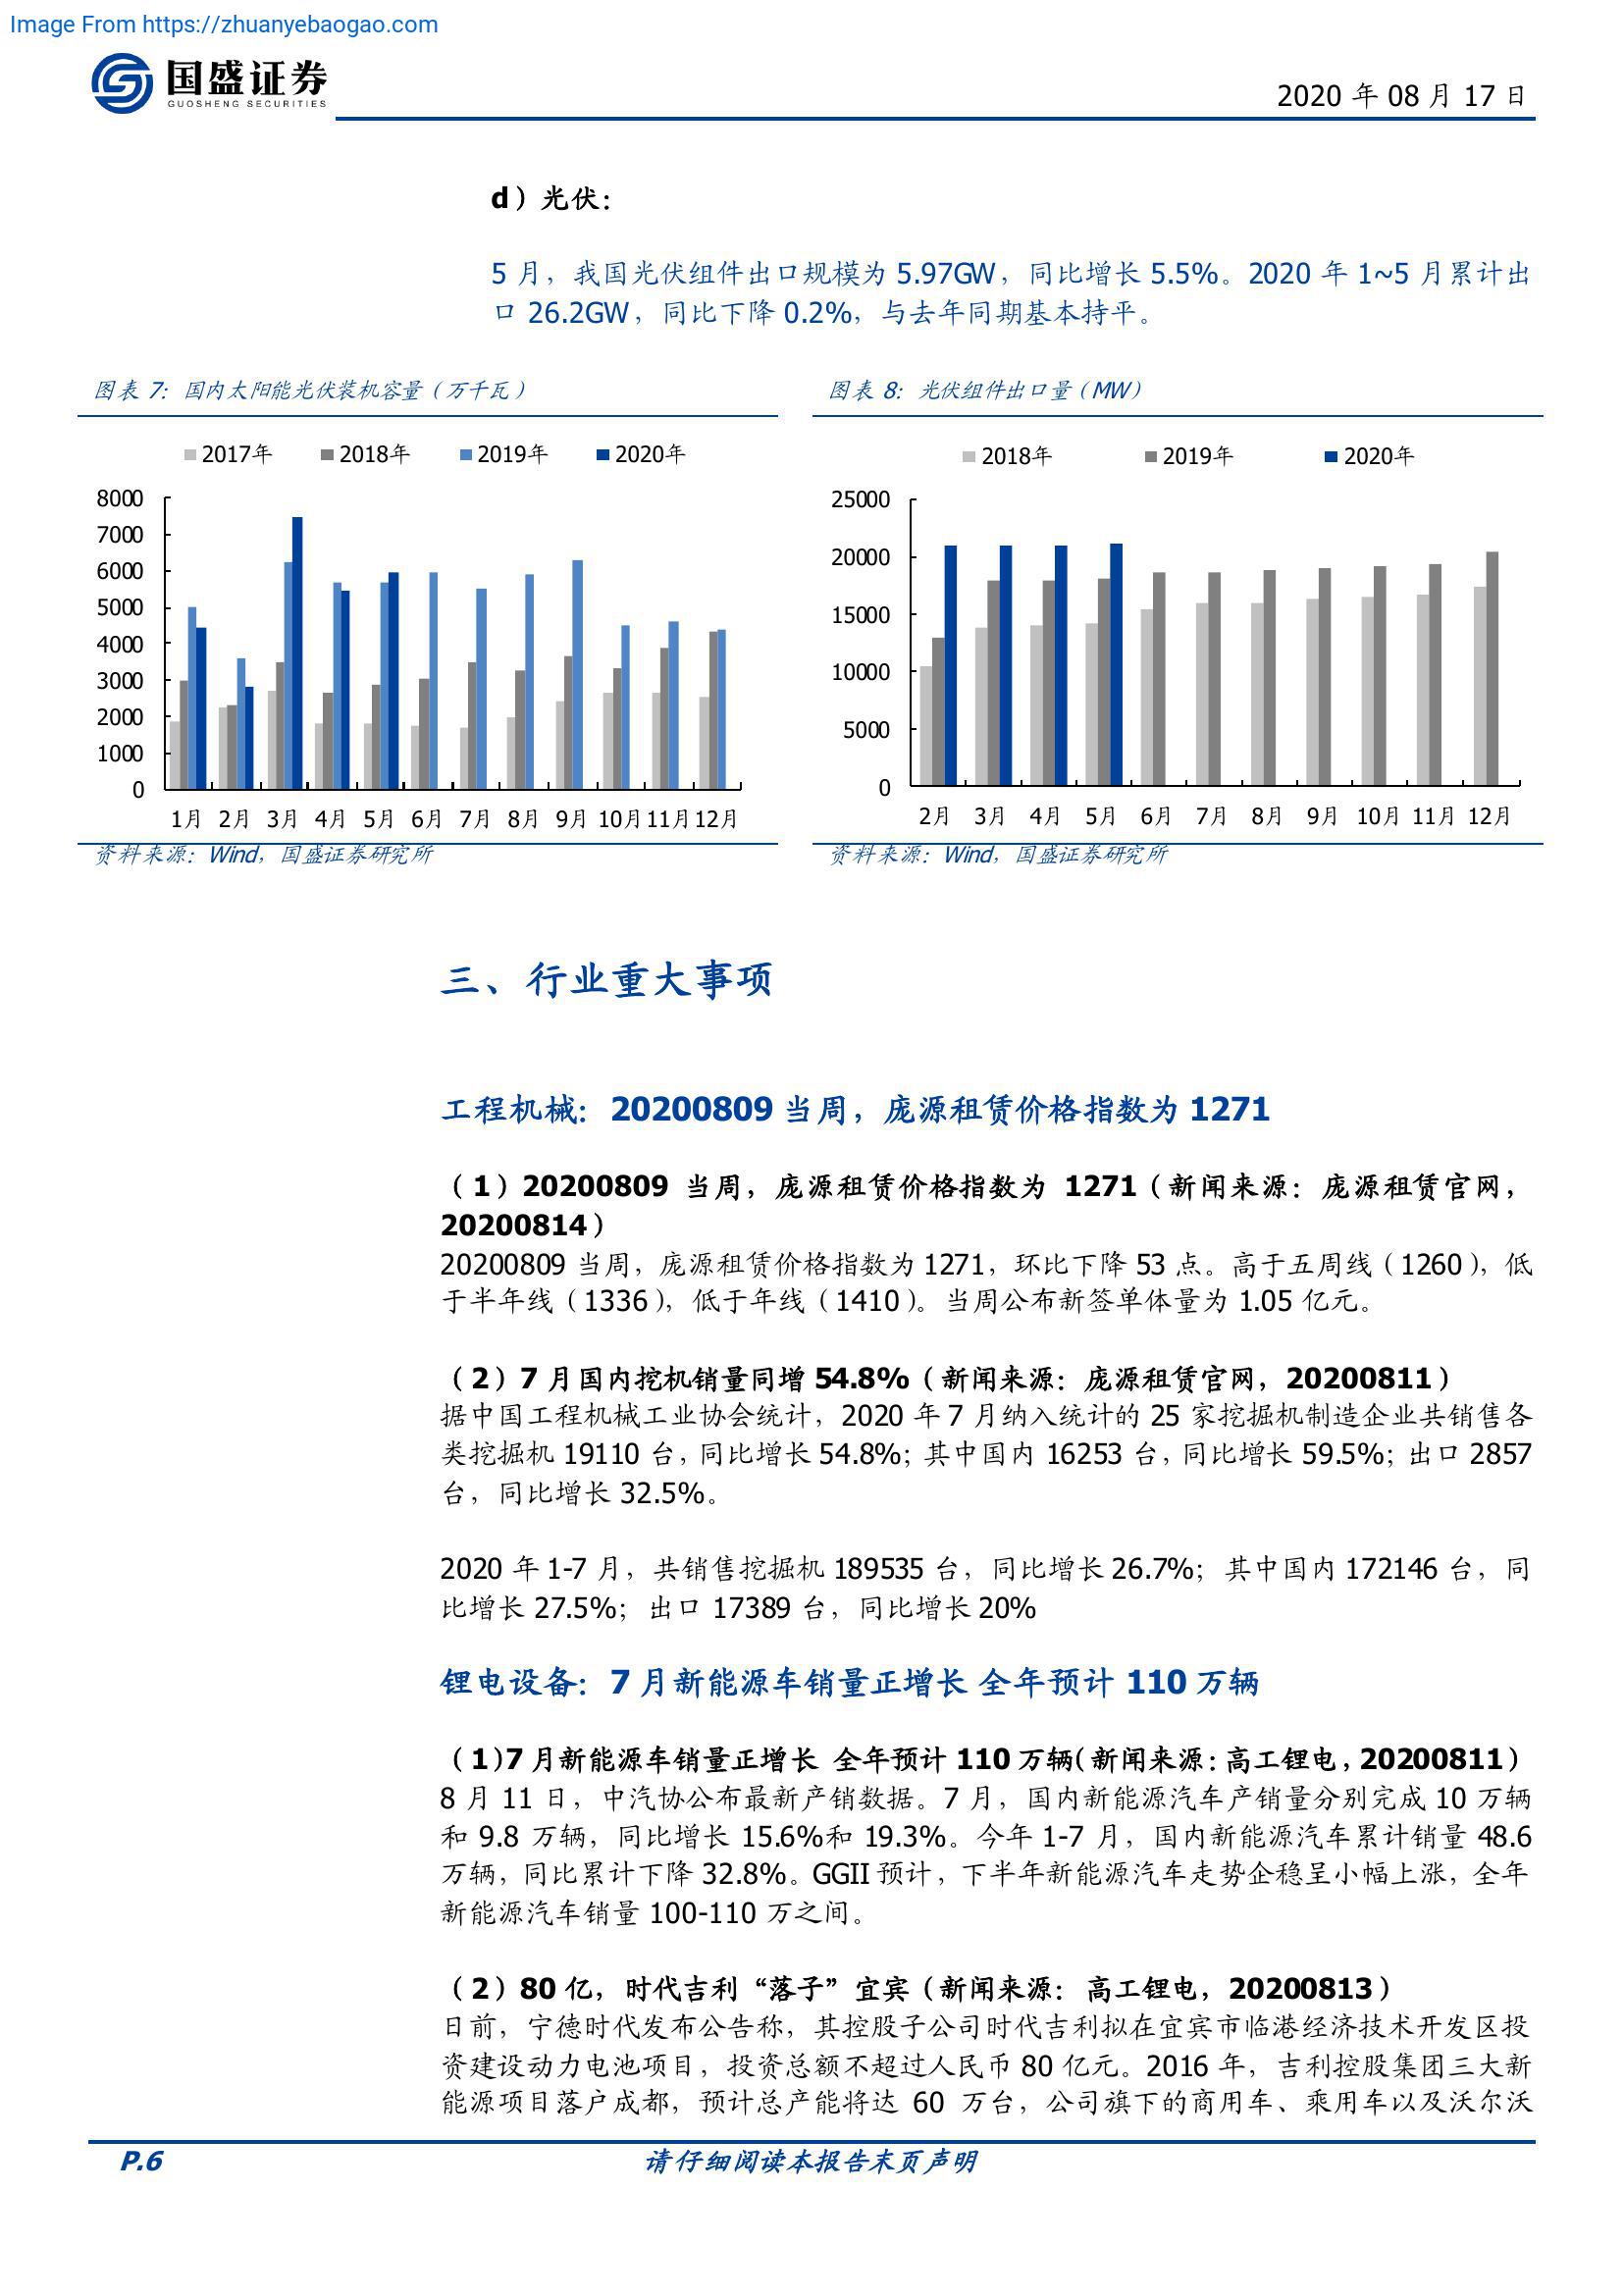 Image From https://zhuanyebaogao.com
国盛证券
GUOSHENG SECURITIES
2020 年 08 月 17 日
d）光伏：
5 月，我国光伏组件出口规模为 5.97GW，同比增长 5.5%。2020 年 1~5 月累计出
口 26.2GW，同比下降 0.2%，与去年同期基本持平。
图表 7：国内太阳能光伏装机容量（万千瓦）
2017年 2018年 2019年 2020年
8000
7000
6000
5000
4000
3000
2000
1000
0
1月 2月 3月 4月 5月 6月 7月 8月 9月 10月 11月 12月
资料来源：Wind，国盛证券研究所
图表 8：光伏组件出口量（MW）
2018年 2019年 2020年
25000
20000
15000
10000
5000
0
2月 3月 4月 5月 6月 7月 8月 9月 10月 11月 12月
资料来源：Wind，国盛证券研究所
三、行业重大事项
工程机械：20200809 当周，庞源租赁价格指数为 1271
（1）20200809 当周，庞源租赁价格指数为 1271（新闻来源：庞源租赁官网，
20200814）
20200809 当周，庞源租赁价格指数为 1271，环比下降 53 点。高于五周线（1260），低
于半年线（1336），低于年线（1410）。当周公布新签单体量为 1.05 亿元。
（2）7 月国内挖机销量同增 54.8%（新闻来源：庞源租赁官网，20200811）
据中国工程机械工业协会统计，2020 年 7 月纳入统计的 25 家挖掘机制造企业共销售各
类挖掘机 19110 台，同比增长 54.8%；其中国内 16253 台，同比增长 59.5%；出口 2857
台，同比增长 32.5%。
2020 年 1-7 月，共销售挖掘机 189535 台，同比增长 26.7%；其中国内 172146 台，同
比增长 27.5%；出口 17389 台，同比增长 20%
锂电设备：7 月新能源车销量正增长 全年预计 110 万辆
（1）7 月新能源车销量正增长 全年预计 110 万辆（新闻来源：高工锂电，20200811）
8 月 11 日，中汽协公布最新产销数据。7 月，国内新能源汽车产销量分别完成 10 万辆
和 9.8 万辆，同比增长 15.6%和 19.3%。今年 1-7 月，国内新能源汽车累计销量 48.6
万辆，同比累计下降 32.8%。GGII 预计，下半年新能源汽车走势企稳呈小幅上涨，全年
新能源汽车销量 100-110 万之间。
（2）80 亿，时代吉利“落子”宜宾（新闻来源：高工锂电，20200813）
日前，宁德时代发布公告称，其控股子公司时代吉利拟在宜宾市临港经济技术开发区投
资建设动力电池项目，投资总额不超过人民币 80 亿元。2016 年，吉利控股集团三大新
能源项目落户成都，预计总产能将达 60 万台，公司旗下的商用车、乘用车以及沃尔沃
P.6
请仔细阅读本报告末页声明